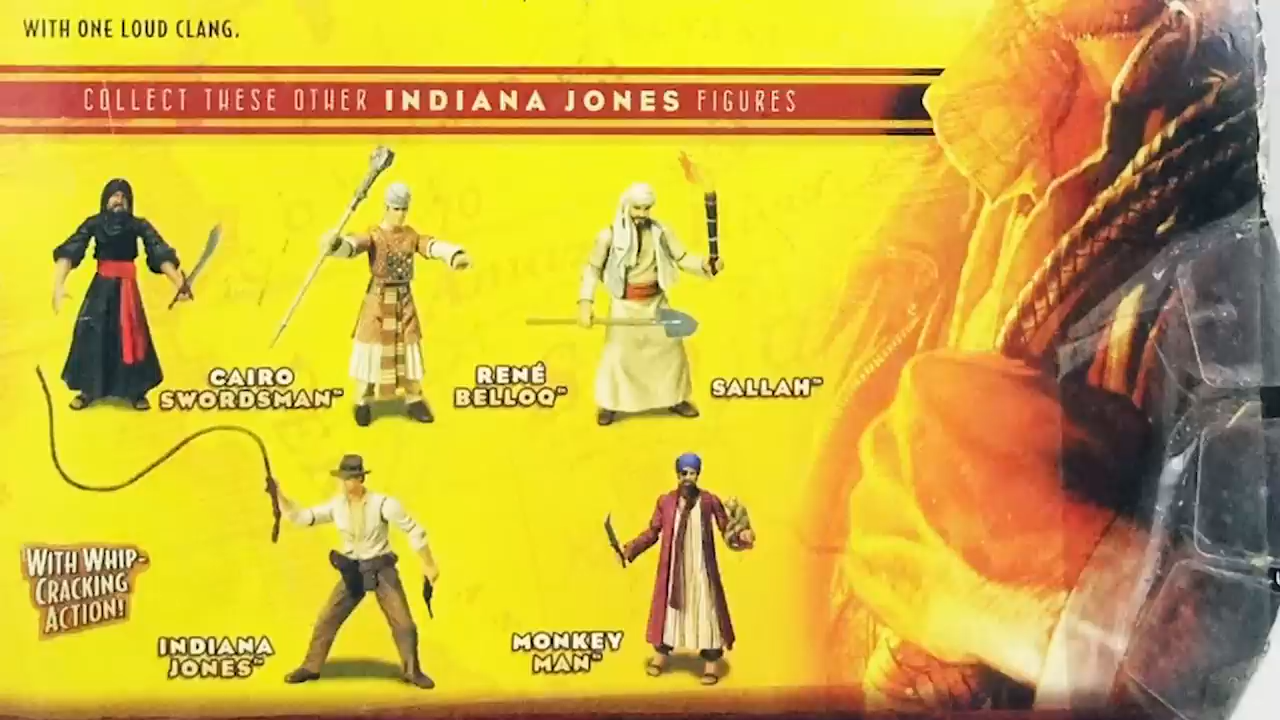 WITH ONE LOUD CLANG.
COLLECT THESE OTHER INDIANA JONES FIGURES
CAIRO
SWORDSMAN™
RENÉ
BELLOQ™
SALLAH™
WITH WHIP-
CRACKING
ACTION!
INDIANA
JONES™
MONKEY
MAN™